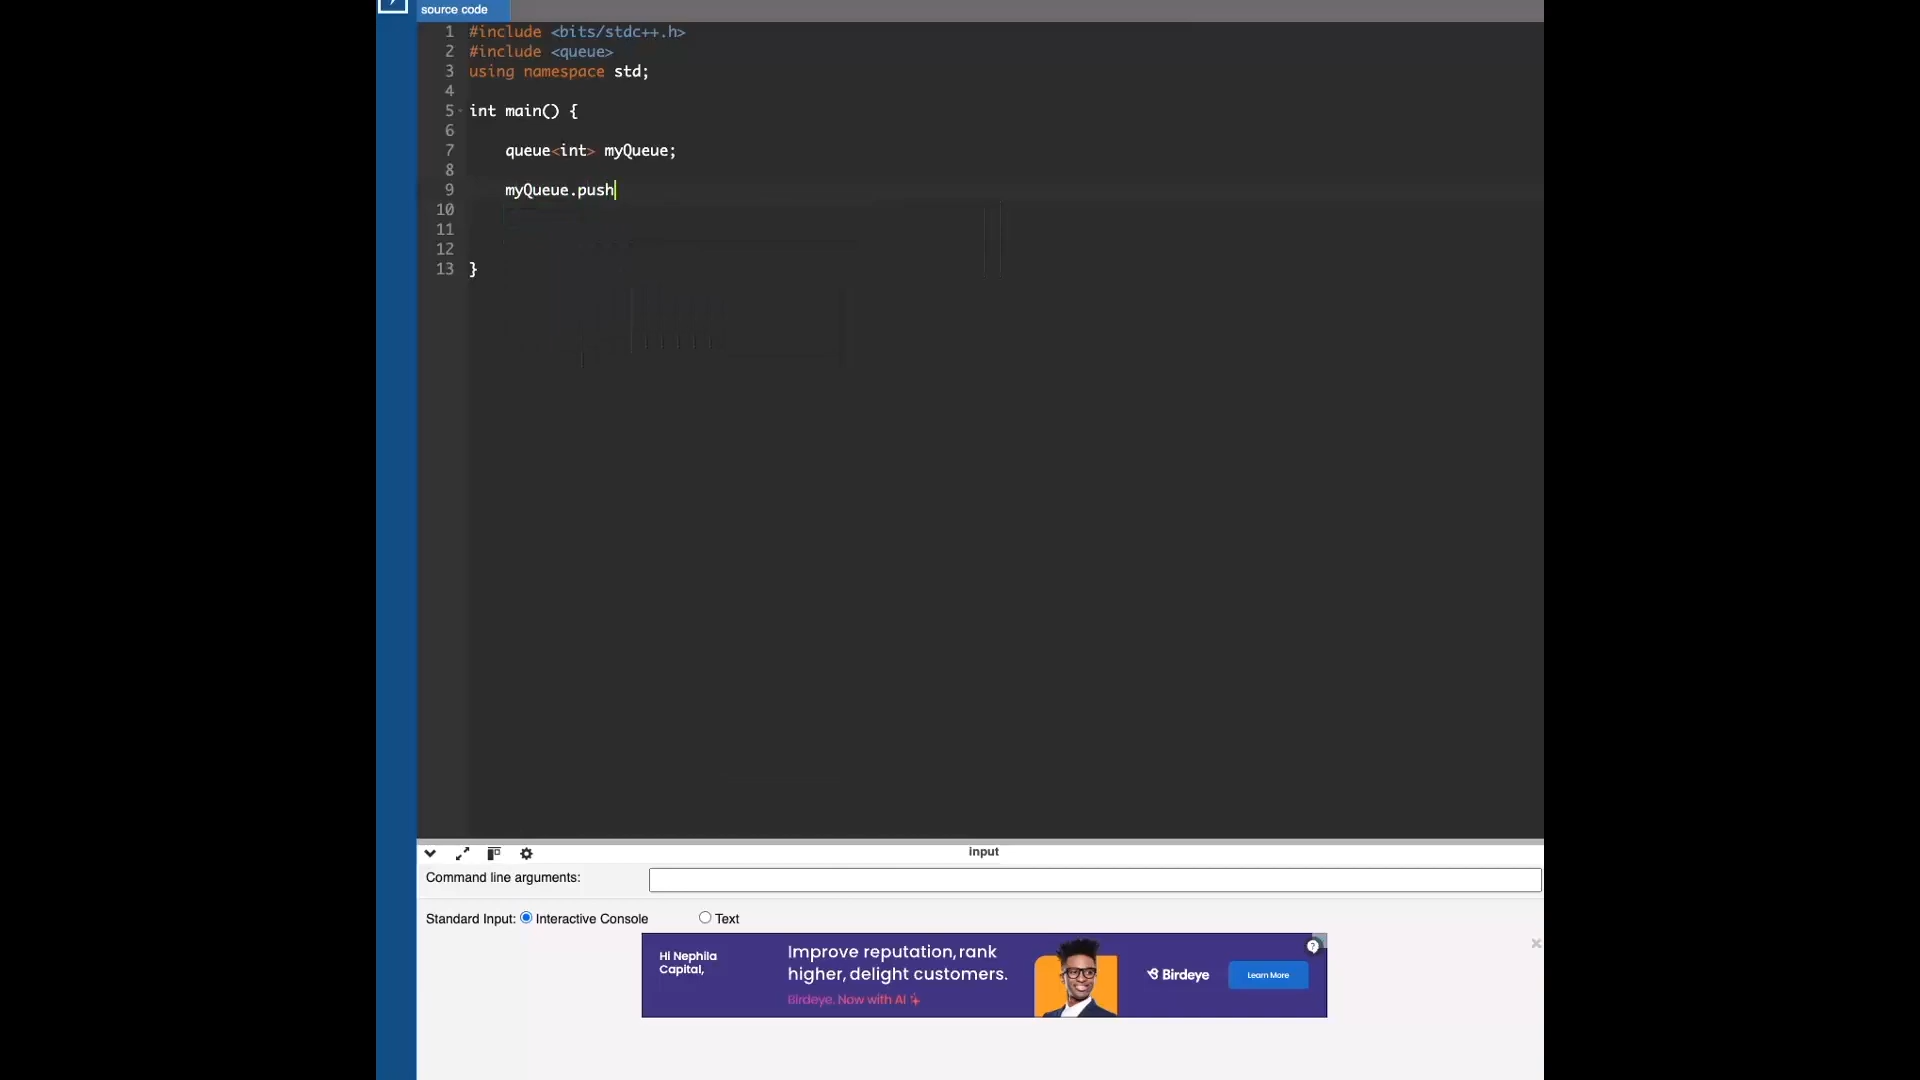 source code
1 #include <bits/stdc++.h>
2 #include <queue>
3 using namespace std;
4
5 int main() {
6
7 queue<int> myQueue;
8
9 myQueue.push
10
11
12
13 }
input
Command line arguments:
Standard Input: Interactive Console Text
Hi Nephila
Capital,
Improve reputation, rank
higher, delight customers.
Birdeye. Now with AI
Birdeye
Learn More
?